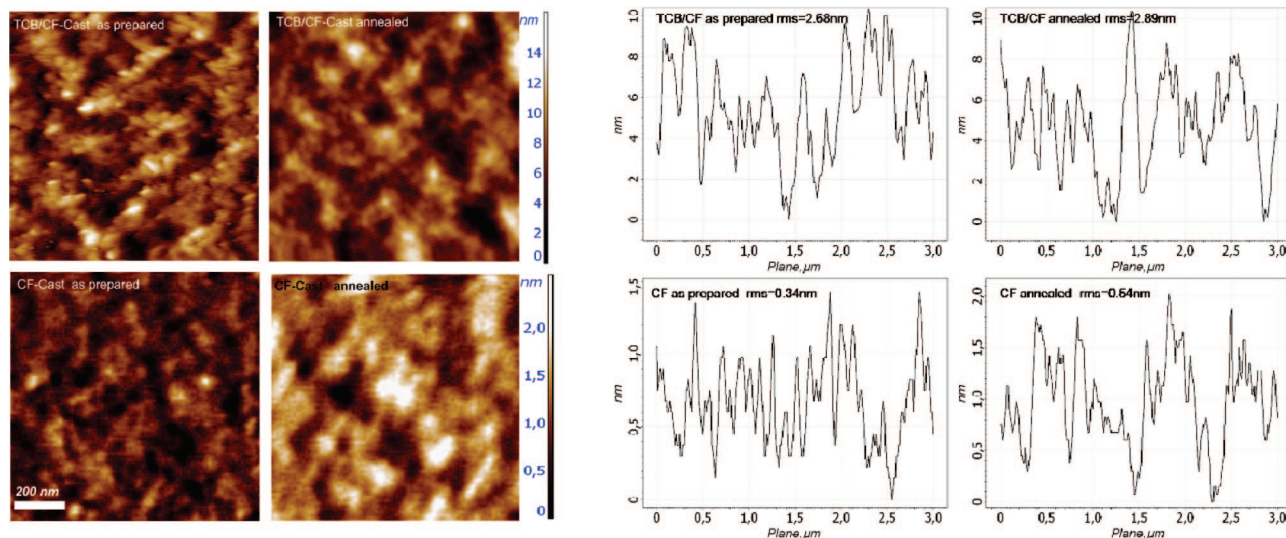 TCB/CF-Cast as prepared
TCB/CF-Cast annealed
nm
14
12
10
8
6
4
2
0
CF-Cast as prepared
CF-Cast annealed
nm
2,0
1,5
1,0
0,5
0
200 nm
TCB/CF as prepared rms=2.68nm
10
8
6
4
2
0
nm
0 0,5 1,0 1,5 2,0 2,5 3,0
Plane,µm
TCB/CF annealed rms=2.89nm
10
8
6
4
2
0
nm
0 0,5 1,0 1,5 2,0 2,5 3,0
Plane,µm
CF as prepared rms=0.34nm
1,5
1,0
0,5
0
nm
0 0,5 1,0 1,5 2,0 2,5 3,0
Plane,µm
CF annealed rms=0.54nm
2,0
1,5
1,0
0,5
0
nm
0 0,5 1,0 1,5 2,0 2,5 3,0
Plane,µm